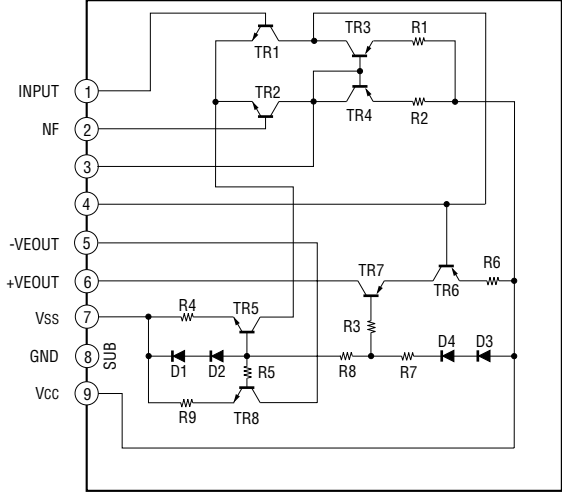 TR1
TR3
R1
INPUT 1
TR2
TR4
R2
NF 2
3
4
-VEOUT 5
+VEOUT 6
TR7
TR6
R6
Vss 7
R4
TR5
R3
GND 8 SUB
D1
D2
R5
R8
R7
D4
D3
Vcc 9
R9
TR8